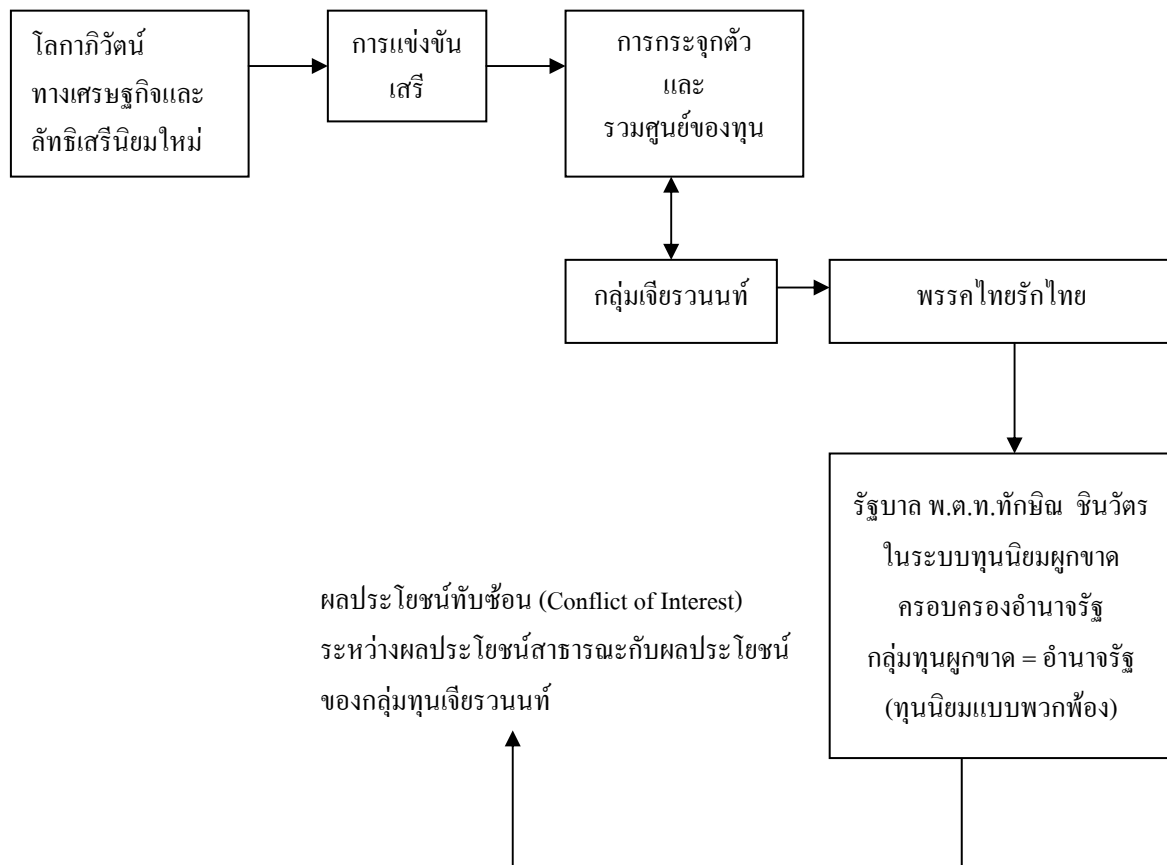 โลกาภิวัตน์
ทางเศรษฐกิจและ
ลัทธิเสรีนิยมใหม่
การแข่งขัน
เสรี
การกระจุกตัว
และ
รวมศูนย์ของทุน
กลุ่มเจียรวนนท์
พรรคไทยรักไทย
รัฐบาล พ.ต.ท.ทักษิณ ชินวัตร
ในระบบทุนนิยมผูกขาด
ครอบครองอำนาจรัฐ
กลุ่มทุนผูกขาด = อำนาจรัฐ
(ทุนนิยมแบบพวกพ้อง)
ผลประโยชน์ทับซ้อน (Conflict of Interest)
ระหว่างผลประโยชน์สาธารณะกับผลประโยชน์
ของกลุ่มทุนเจียรวนนท์